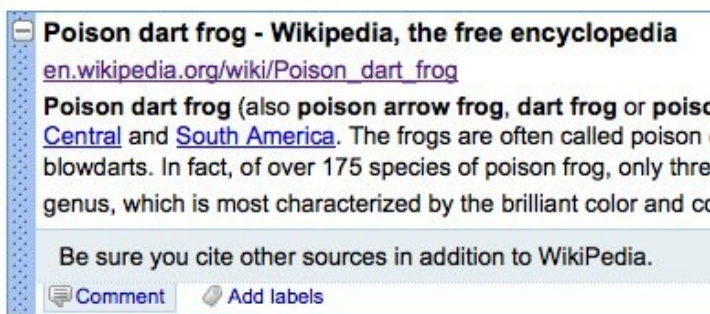 Poison dart frog - Wikipedia, the free encyclopedia
en.wikipedia.org/wiki/Poison_dart_frog
Poison dart frog (also poison arrow frog, dart frog or
Central and South America. The frogs are often called poison
blowdarts. In fact, of over 175 species of poison frog, only
genus, which is most characterized by the brilliant color and
Be sure you cite other sources in addition to WikiPedia.
Comment Add labels